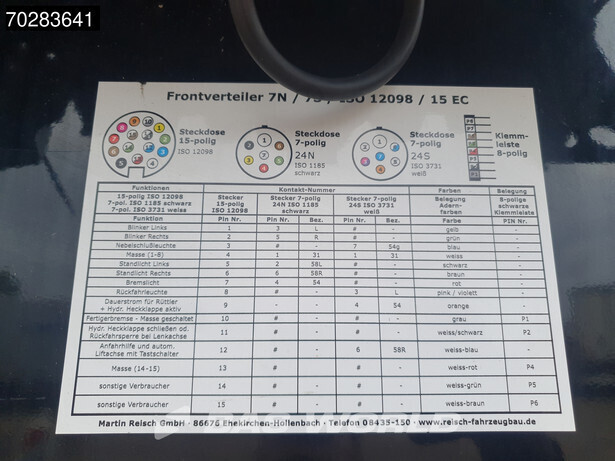 70283641
Frontverteiler 7N / 7S / ISO 12098 / 15 EC
Steckdose 15-polig ISO 12098
Steckdose 7-polig 24N ISO 1185 schwarz
Steckdose 7-polig 24S ISO 3731 weiß
Klemm-leiste 8-polig
Funktionen Kontakt-Nummer Farben Belegung
15-polig ISO 12098 7-pol. ISO 1185 schwarz 7-pol. ISO 3731 weiss
Stecker 15-polig ISO 12098
Stecker 7-polig 24N ISO 1185 schwarz
Stecker 7-polig 24S ISO 3731 weiß
Belegung Adern-farben
8-polige schwarze Klemmleiste
Funktion Pin Nr. Pin Nr. Bez. Pin Nr. Bez. Farbe PIN Nr.
Blinker Links 1 3 L # - gelb -
Blinker Rechts 2 5 R # - grün -
Nebelschlußleuchte 3 # - 7 54g blau -
Masse (1-8) 4 1 31 1 31 weiss -
Standlicht Links 5 2 58L # - schwarz -
Standlicht Rechts 6 6 58R # - braun -
Bremslicht 7 4 54 # - rot -
Rückfahrleuchte 8 # - 3 L pink / violett -
Dauerstrom für Rüttler + Hydr. Heckklappe aktiv 9 - 4 54 orange -
Fertigerbremse - Masse geschaltet 10 # - # - grau P1
Hydr. Heckklappe schließen od. Rückfahrsperre bei Lenkachse 11 # - # - weiss/schwarz P2
Anfahrhilfe und autom. Liftachse mit Tastschalter 12 # - 6 58R weiss-blau -
Masse (14-15) 13 # - # - weiss-rot P4
sonstige Verbraucher 14 # - # - weiss-grün P5
sonstige Verbraucher 15 # - # - weiss-braun P6
Martin Reisch GmbH - 86676 Ehekirchen-Hollenbach - Telefon 08435-150 - www.reisch-fahrzeugbau.de